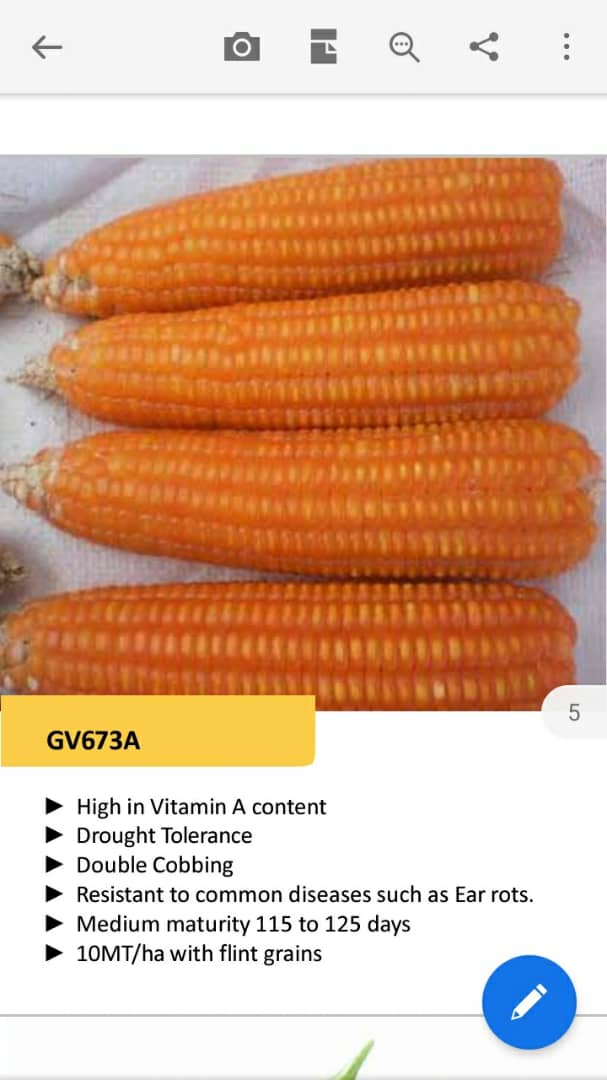 5
GV673A
► High in Vitamin A content
► Drought Tolerance
► Double Cobbing
► Resistant to common diseases such as Ear rots.
► Medium maturity 115 to 125 days
► 10MT/ha with flint grains